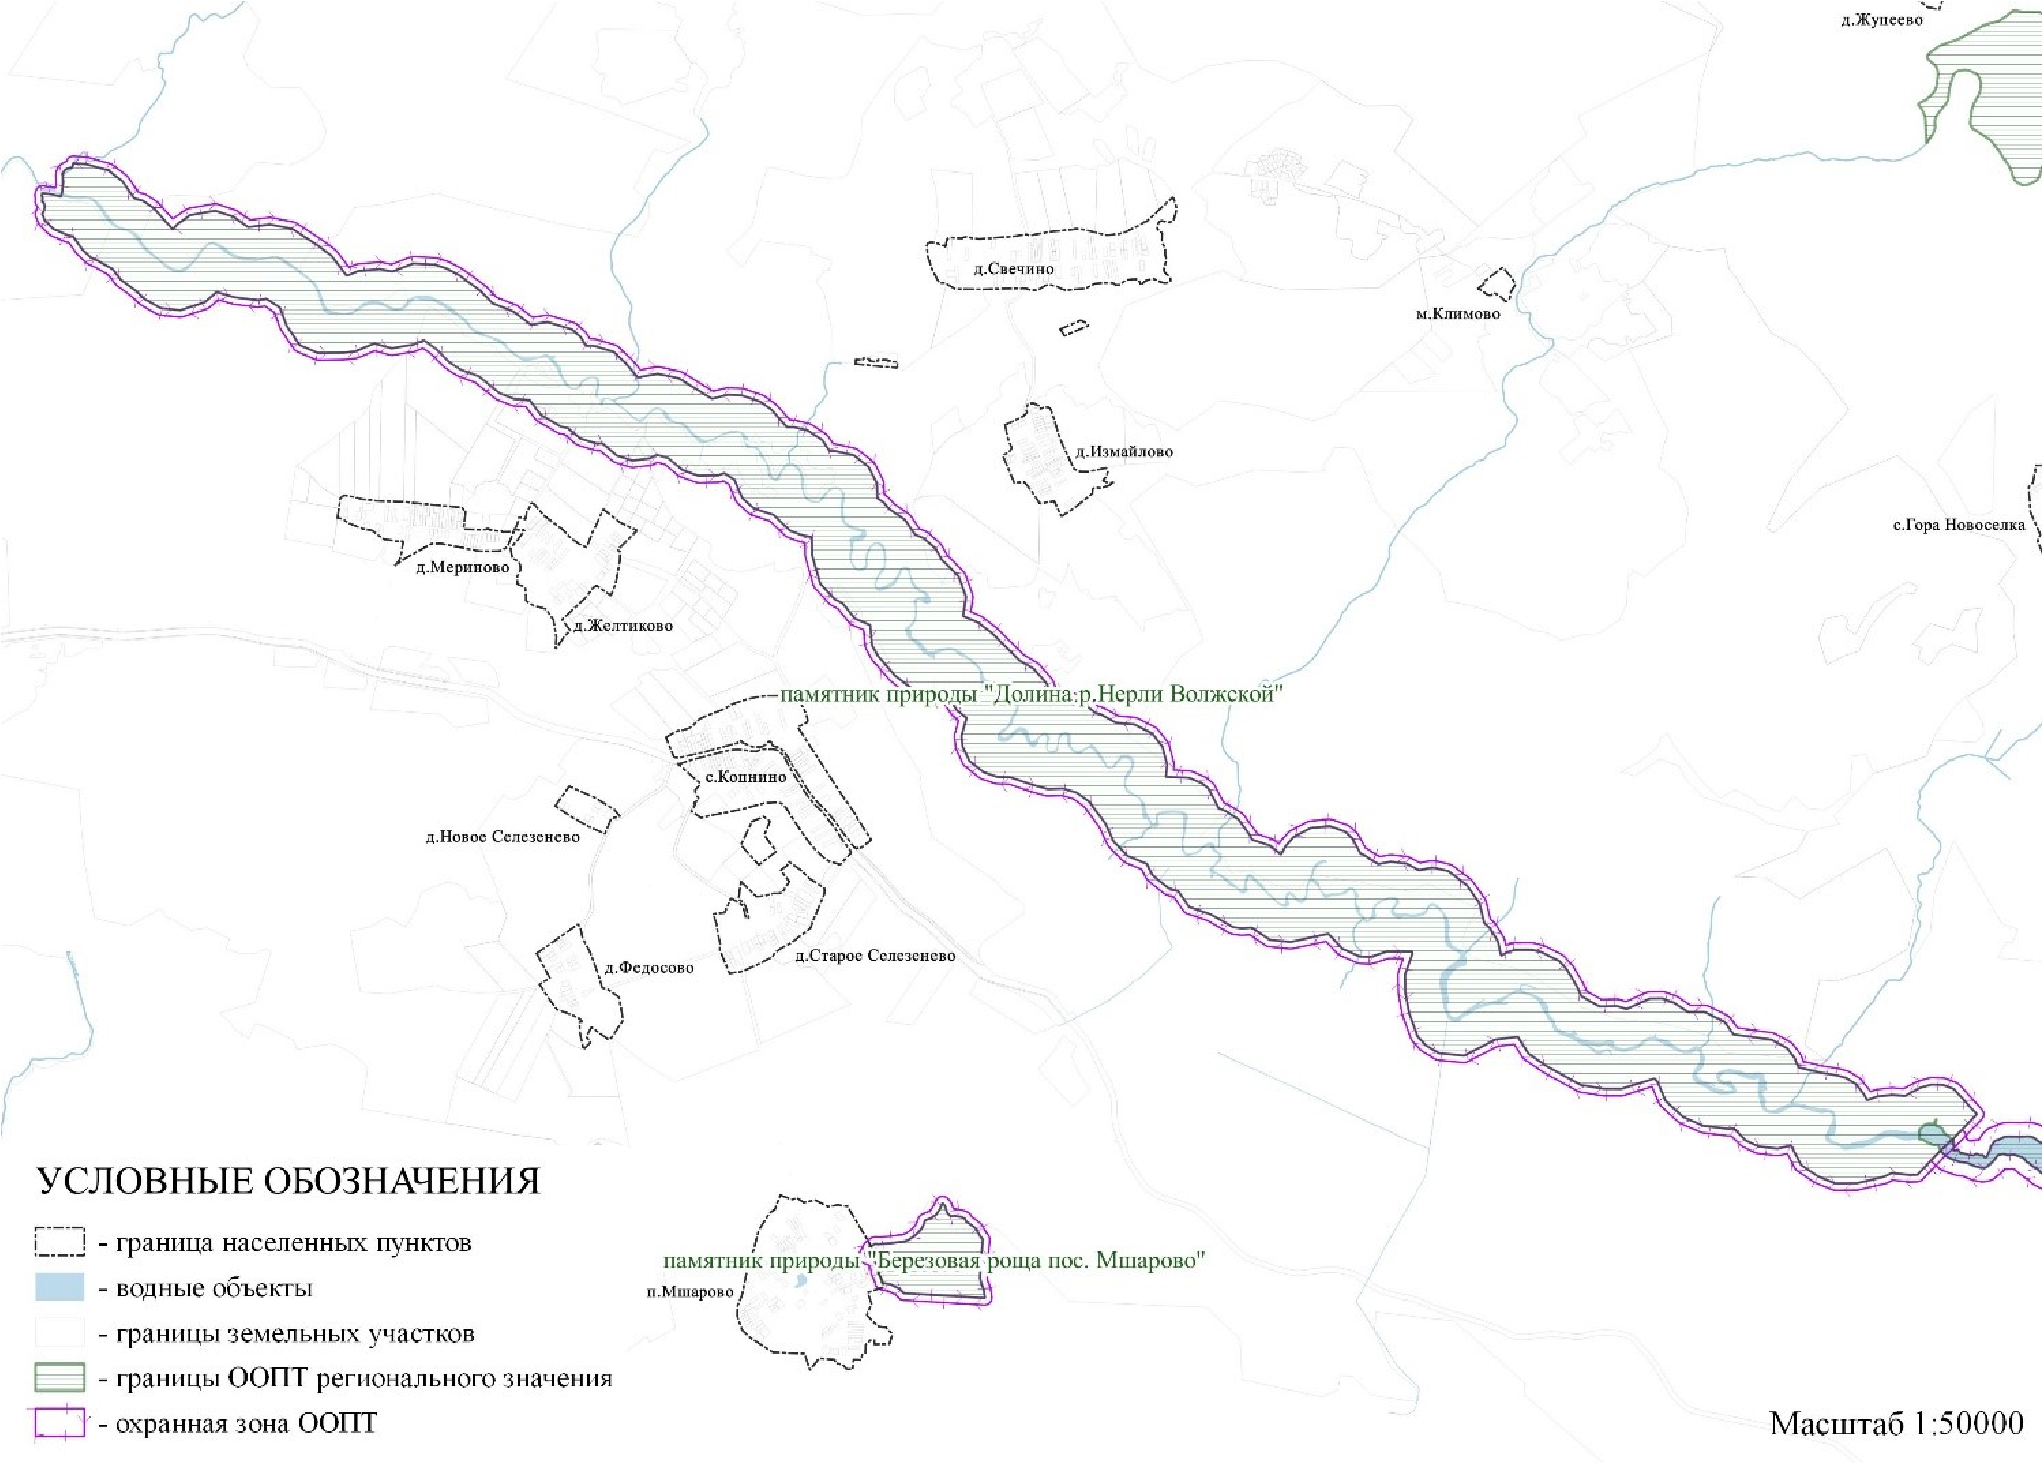 д.Жупеево
д.Свечино
м.Климово
д.Измайлово
с.Гора Новоселка
д.Мериново
д.Желтиково
памятник природы "Долина р.Нерли Волжской"
с.Копнино
д.Новое Селезенево
д.Старое Селезенево
д.Федосово
памятник природы "Березовая роща пос. Мшарово"
п.Мшарово
УСЛОВНЫЕ ОБОЗНАЧЕНИЯ
- граница населенных пунктов
- водные объекты
- границы земельных участков
- границы ООПТ регионального значения
- охранная зона ООПТ
Масштаб 1:50000